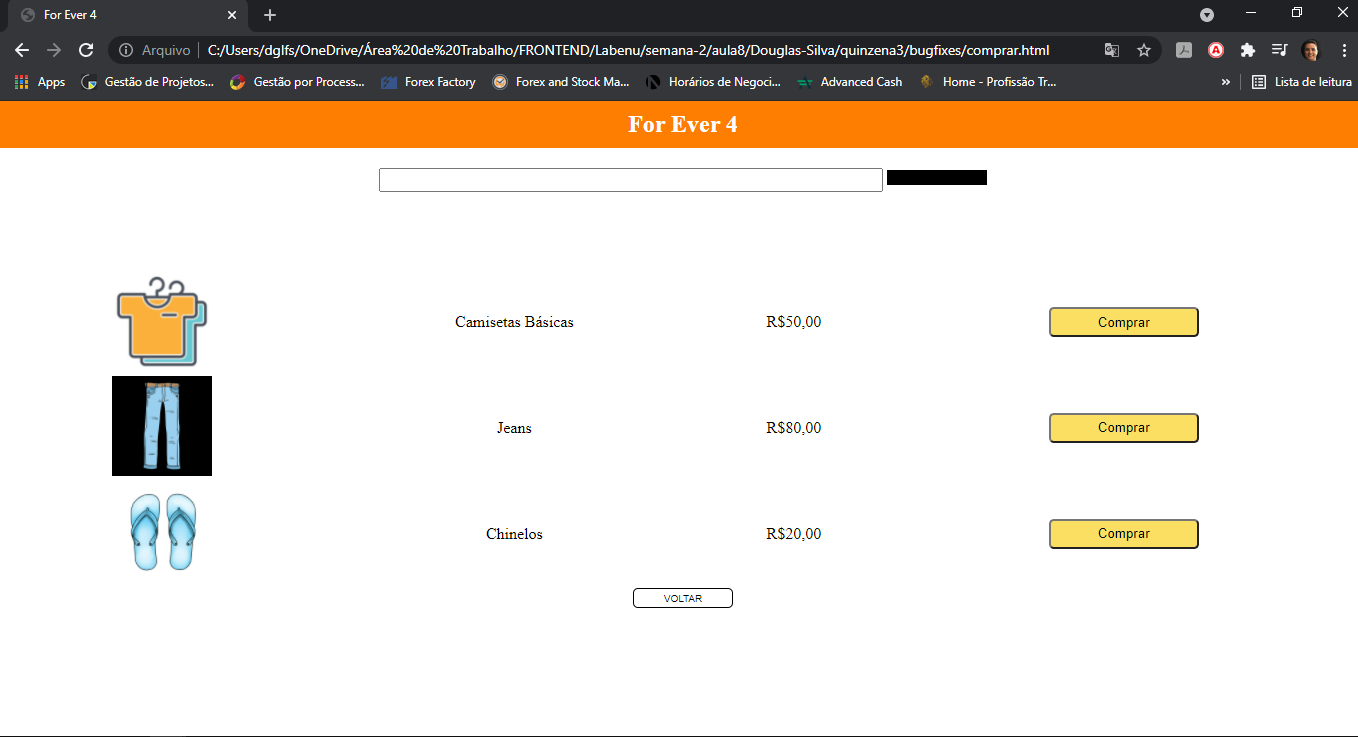 For Ever 4
Arquivo C:/Users/dglfs/OneDrive/Área%20de%20Trabalho/FRONTEND/Labenu/semana-2/aula8/Douglas-Silva/quinzena3/bugfixes/comprar.html
Apps Gestão de Projetos... Gestão por Process... Forex Factory Forex and Stock Ma... Horários de Negoci... Advanced Cash Home - Profissão Tr... » Lista de leitura
For Ever 4
Camisetas Básicas R$50,00 Comprar
Jeans R$80,00 Comprar
Chinelos R$20,00 Comprar
VOLTAR